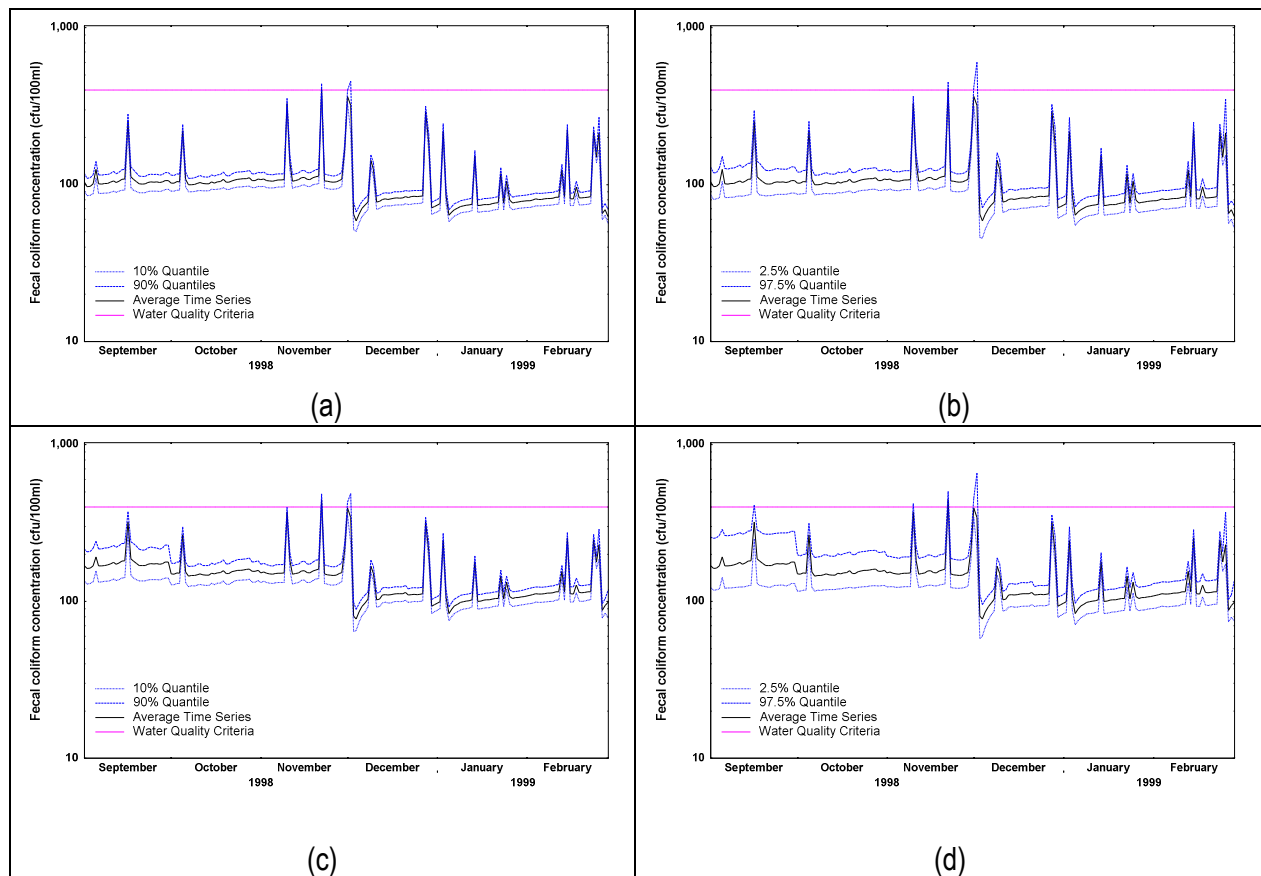 1,000
Fecal coliform concentration (cfu/100ml)
100
10% Quantile
90% Quantiles
Average Time Series
Water Quality Criteria
10
September October November December January February
1998 1999
(a)
1,000
Fecal coliform concentration (cfu/100ml)
100
2.5% Quantile
97.5% Quantile
Average Time Series
Water Quality Criteria
10
September October November December January February
1998 1999
(b)
1,000
Fecal coliform concentration (cfu/100ml)
100
10% Quantile
90% Quantile
Average Time Series
Water Quality Criteria
10
September October November December January February
1998 1999
(c)
1,000
Fecal coliform concentration (cfu/100ml)
100
2.5% Quantile
97.5% Quantile
Average Time Series
Water Quality Criteria
10
September October November December January February
1998 1999
(d)